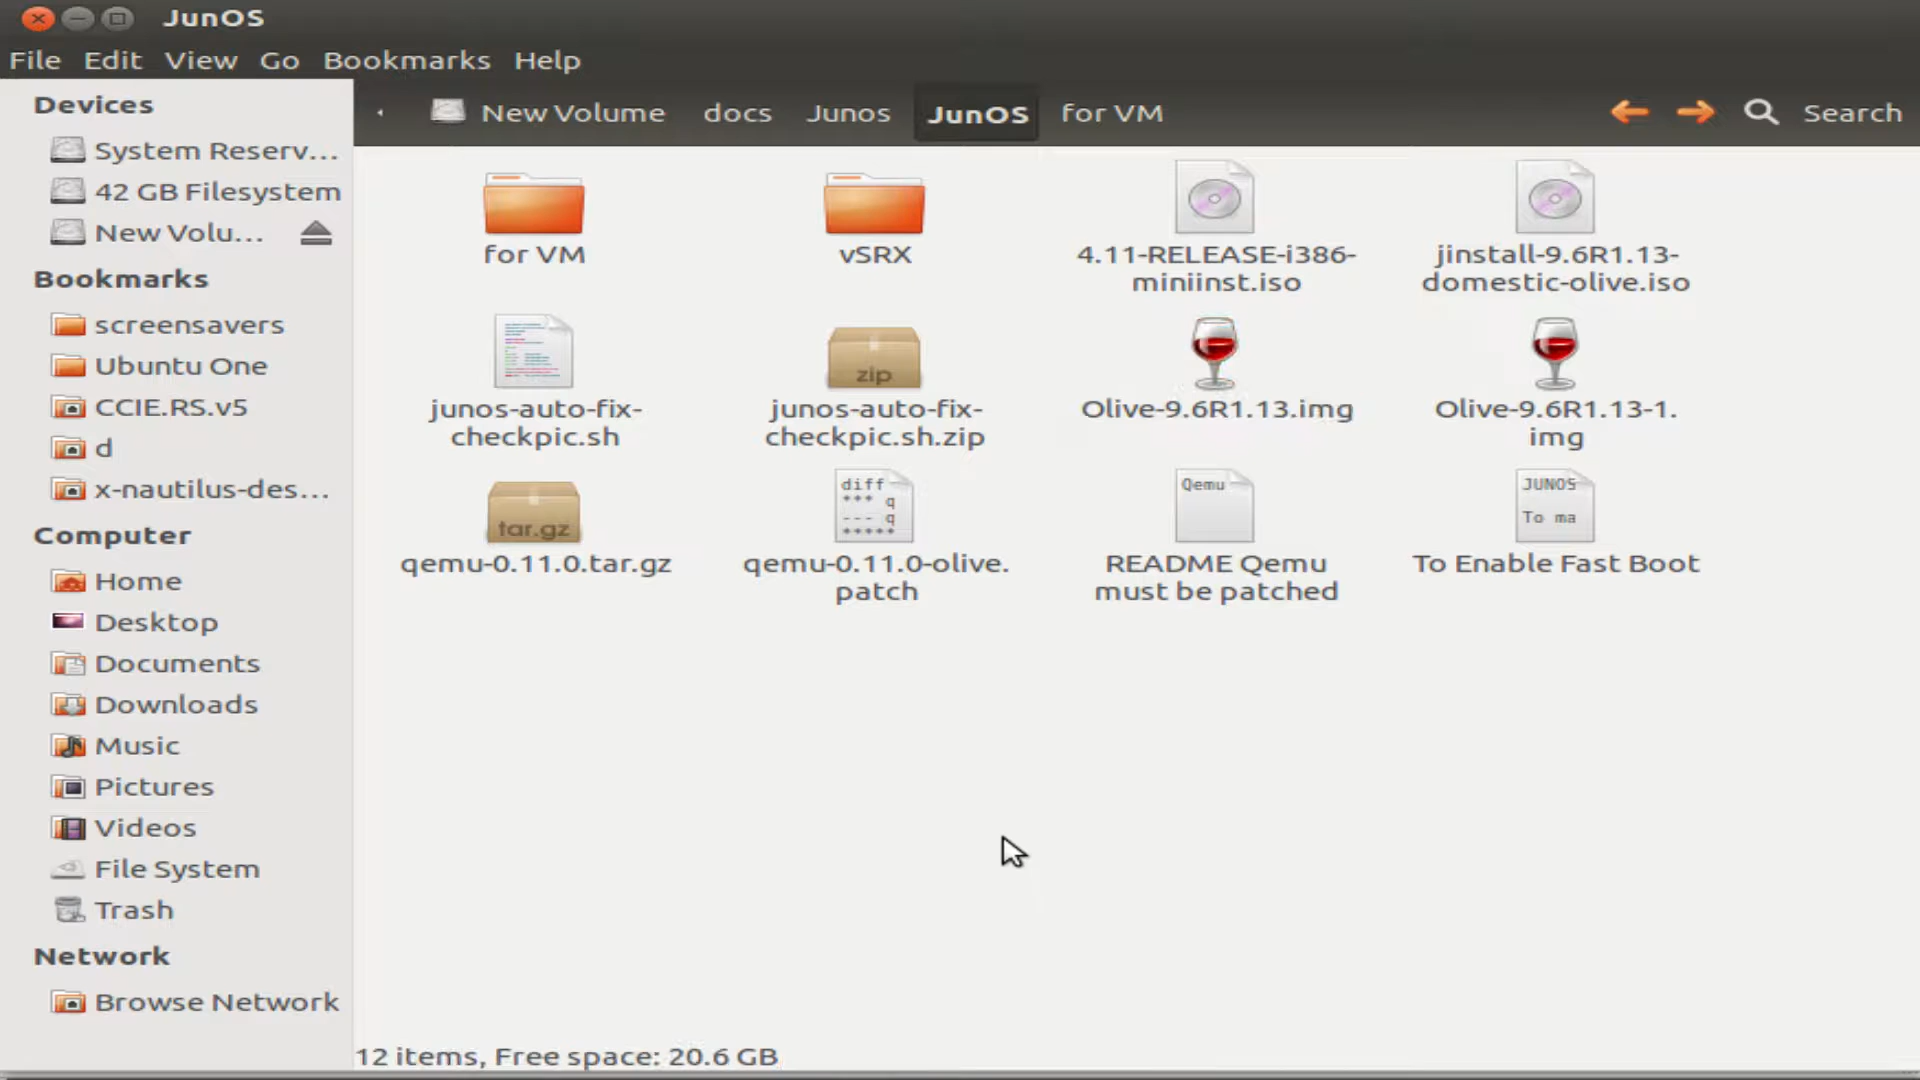 JunOS
File Edit View Go Bookmarks Help
New Volume docs Junos JunOS for VM Search
Devices
System Reserv...
42 GB Filesystem
New Volu...
Bookmarks
screensavers
Ubuntu One
CCIE.RS.v5
d
x-nautilus-des...
Computer
Home
Desktop
Documents
Downloads
Music
Pictures
Videos
File System
Trash
Network
Browse Network
for VM
vSRX
4.11-RELEASE-i386-
miniinst.iso
jinstall-9.6R1.13-
domestic-olive.iso
junos-auto-fix-
checkpic.sh
zip
junos-auto-fix-
checkpic.sh.zip
Olive-9.6R1.13.img
Olive-9.6R1.13-1.
img
tar.gz
qemu-0.11.0.tar.gz
diff
*** q
--- q
*****
qemu-0.11.0-olive.
patch
Qemu
README Qemu
must be patched
JUNOS
To ma
To Enable Fast Boot
12 items, Free space: 20.6 GB